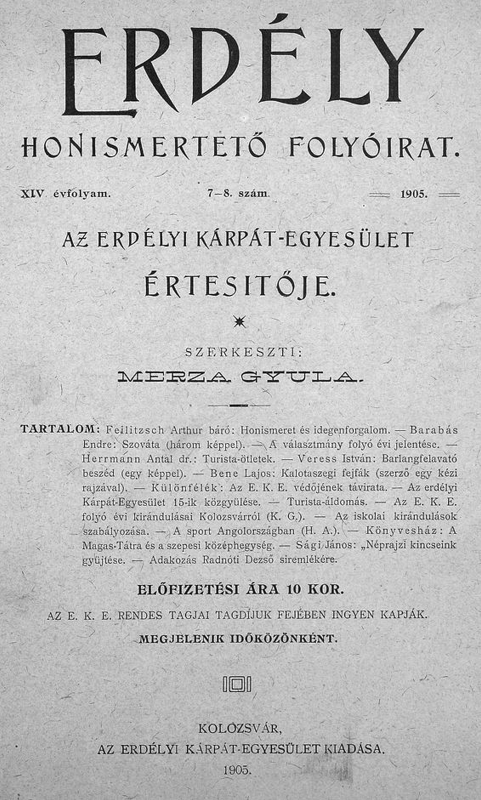 ERDÉLY
HONISMERTETŐ FOLYÓIRAT.
XIV évfolyam. 7–8. szám. 1905.
AZ ERDÉLYI KÁRPÁT-EGYESÜLET
ÉRTESITŐJE.
SZERKESZTI:
MERZA GYULA.
TARTALOM: Feilitzsch Arthur báró: Honismeret és idegenforgalom. — Barabás
Endre: Szováta (három képpel). — A választmány folyó évi jelentése. —
Herrmann Antal dr.: Turista-ötletek. — Veress István: Barlangfelavató
beszéd (egy képpel). — Bene Lajos: Kalotaszegi fejfák (szerző egy kézi
rajzával). — Különfélék: Az E. K. E. védőjének távirata. — Az erdélyi
Kárpát-Egyesület 15-ik közgyülése. — Turista-áldomás. — Az E. K. E.
folyó évi kirándulásai Kolozsvárról (K. G.). — Az iskolai kirándulások
szabályozása. — A sport Angolországban (H. A.). — Könyvesház: A
Magas-Tátra és a szepesi középhegység. — Sági János: „Néprajzi kincseink
gyüjtése. — Adakozás Radnóti Dezső siremlékére.
ELŐFIZETÉSI ÁRA 10 KOR.
AZ E. K. E. RENDES TAGJAI TAGDÍJUK FEJÉBEN INGYEN KAPJÁK.
MEGJELENIK IDŐKÖZÖNKÉNT.
KOLOZSVÁR,
AZ ERDÉLYI KÁRPÁT-EGYESÜLET KIADÁSA.
1905.